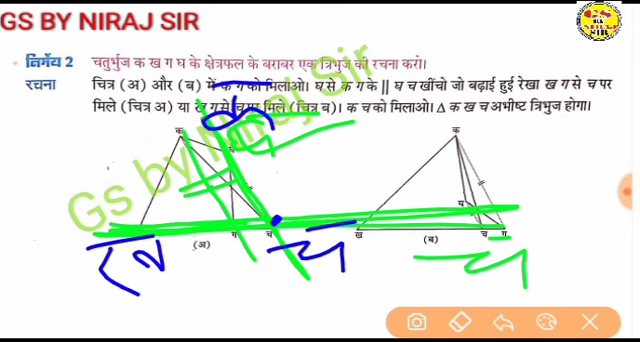 GS BY NIRAJ SIR
निर्मेय 2 चतुर्भुज क ख ग घ के क्षेत्रफल के बराबर एक त्रिभुज की रचना करो।
रचना चित्र (अ) और (ब) में क ग को मिलाओ। घ से क ग के || घ च खींचो जो बढ़ाई हुई रेखा ख ग से च पर
मिले (चित्र अ) या ग से च पर मिले (चित्र ब)। क च को मिलाओ। Δ क ख च अभीष्ट त्रिभुज होगा।
Gs by Niraj Sir
क क
घ घ
ग च ख च ग
(अ) (ब)
ख च च